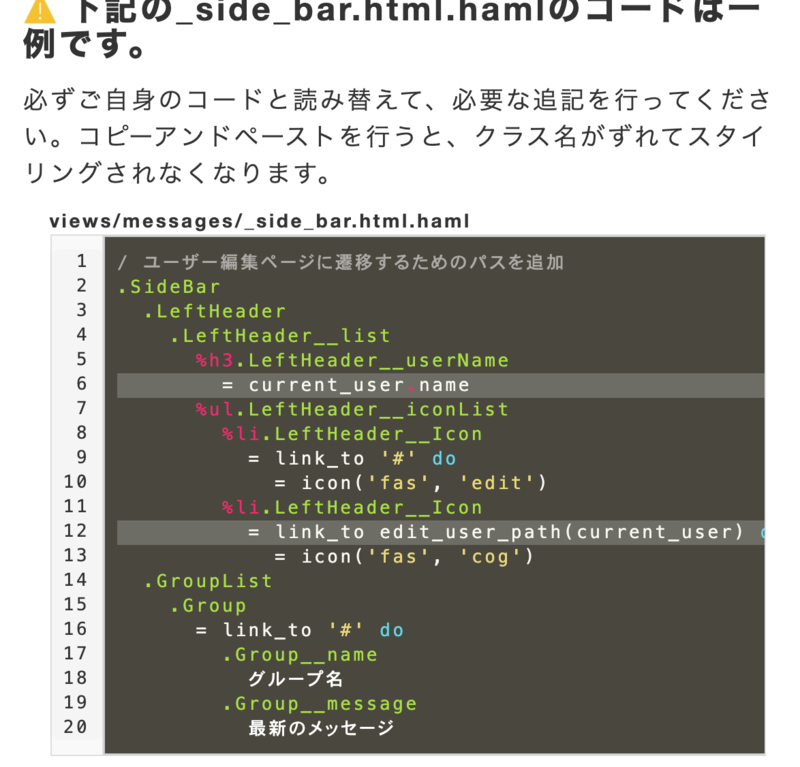 ⚠️ 下記の_side_bar.html.hamlのコードは一
例です。
必ずご自身のコードと読み替えて、必要な追記を行ってくださ
い。コピーアンドペーストを行うと、クラス名がずれてスタイ
リングされなくなります。
views/messages/_side_bar.html.haml
1 / ユーザー編集ページに遷移するためのパスを追加
2 .SideBar
3   .LeftHeader
4     .LeftHeader__list
5       %h3.LeftHeader__userName
6         = current_user.name
7       %ul.LeftHeader__iconList
8         %li.LeftHeader__Icon
9           = link_to '#' do
10             = icon('fas', 'edit')
11         %li.LeftHeader__Icon
12           = link_to edit_user_path(current_user)
13             = icon('fas', 'cog')
14   .GroupList
15     .Group
16       = link_to '#' do
17         .Group__name
18           グループ名
19         .Group__message
20           最新のメッセージ